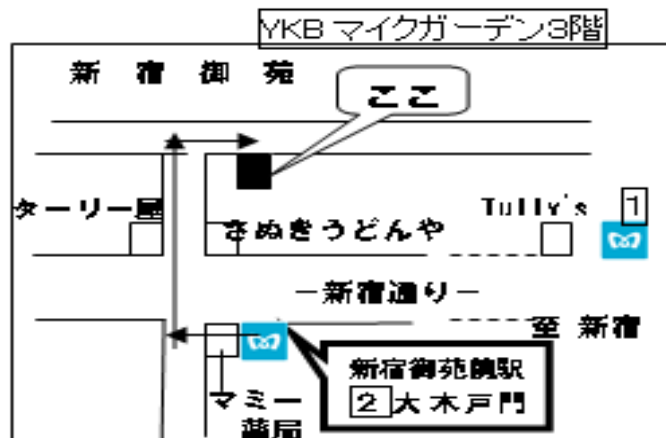 YKB マイクガーデン3階
新 宿 御 苑
ここ
ターリー屋
さぬきうどんや
Tully's
1
ー新宿通りー
至 新宿
マミー
薬局
新宿御苑前駅
2 大木戸門